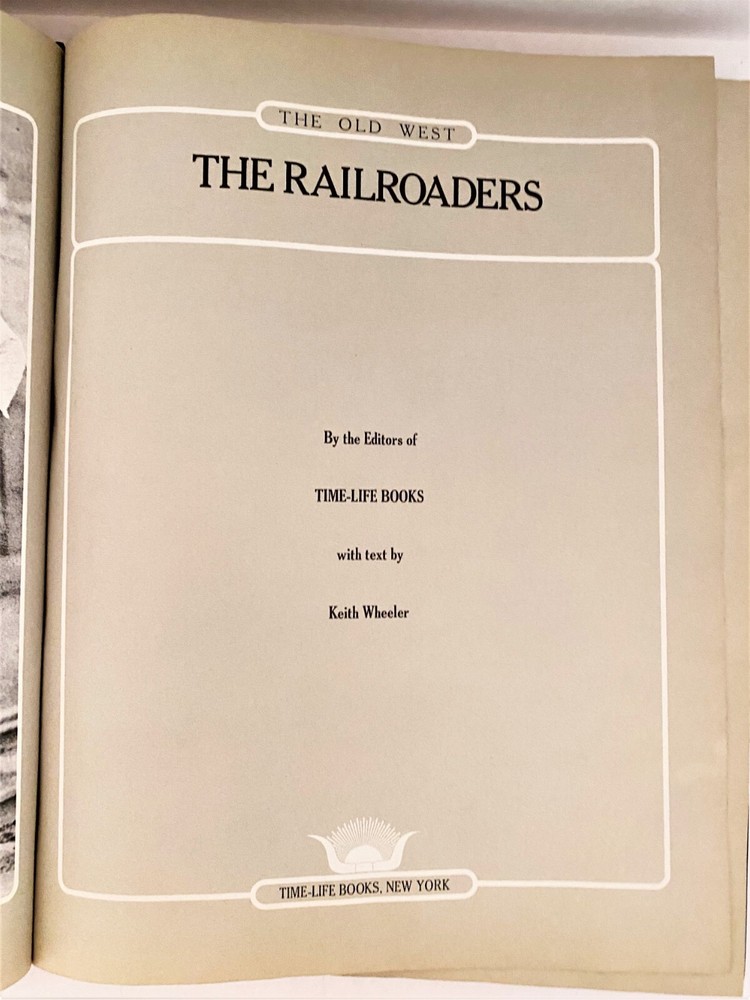 THE OLD WEST
THE RAILROADERS
By the Editors of
TIME-LIFE BOOKS
with text by
Keith Wheeler
TIME-LIFE BOOKS, NEW YORK